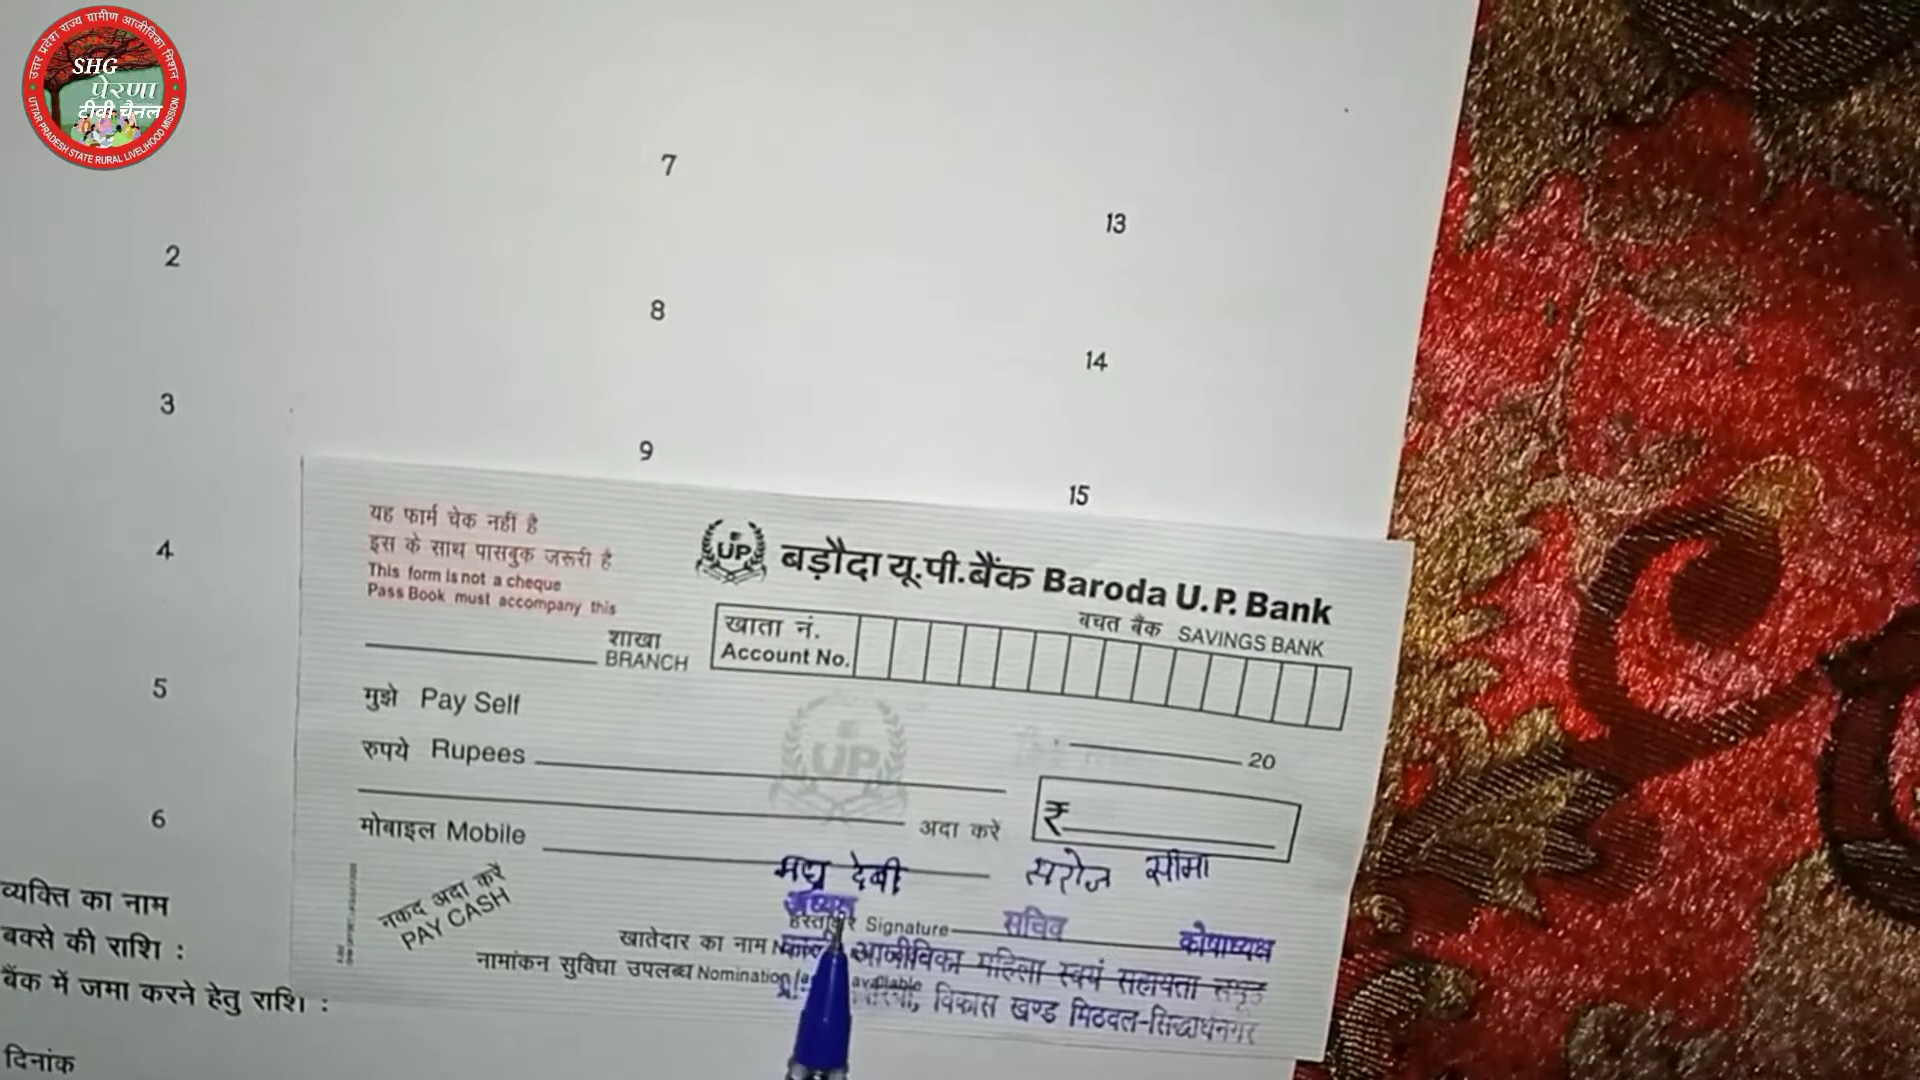 उत्तर प्रदेश राज्य ग्रामीण आजीविका मिशन
SHG
प्रेरणा
टीवी चैनल
UTTAR PRADESH STATE RURAL LIVELIHOOD MISSION
7
13
2
8
14
3
9
15
4
5
6
यह फार्म चेक नहीं है
इस के साथ पासबुक जरूरी है
This form is not a cheque
Pass Book must accompany this
UP
बड़ौदा यू.पी.बैंक Baroda U.P. Bank
बचत बैंक SAVINGS BANK
शाखा
BRANCH
खाता नं.
Account No.
मुझे Pay Self
UP
20
रुपये Rupees
अदा करें
₹
मोबाइल Mobile
मधु देवी सरोज सीमा
नकद अदा करें
PAY CASH
अध्यक्ष सचिव कोषाध्यक्ष
हस्ताक्षर Signature
खातेदार का नाम
आजीविका महिला स्वयं सहायता समूह
नामांकन सुविधा उपलब्ध Nomination available
विकास खण्ड मिठवल-सिद्धार्थनगर
व्यक्ति का नाम
बक्से की राशि :
बैंक में जमा करने हेतु राशि :
दिनांक